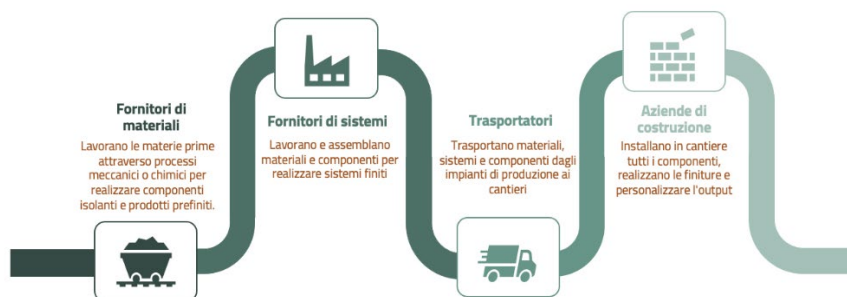 Fornitori di
materiali
Lavorano le materie prime
attraverso processi
meccanici o chimici per
realizzare componenti
isolanti e prodotti prefiniti.
Fornitori di sistemi
Lavorano e assemblano
materiali e componenti per
realizzare sistemi finiti
Trasportatori
Trasportano materiali,
sistemi e componenti dagli
impianti di produzione ai
cantieri
Aziende di
costruzione
Installano in cantiere
tutti i componenti,
realizzano le finiture e
personalizzare l'output